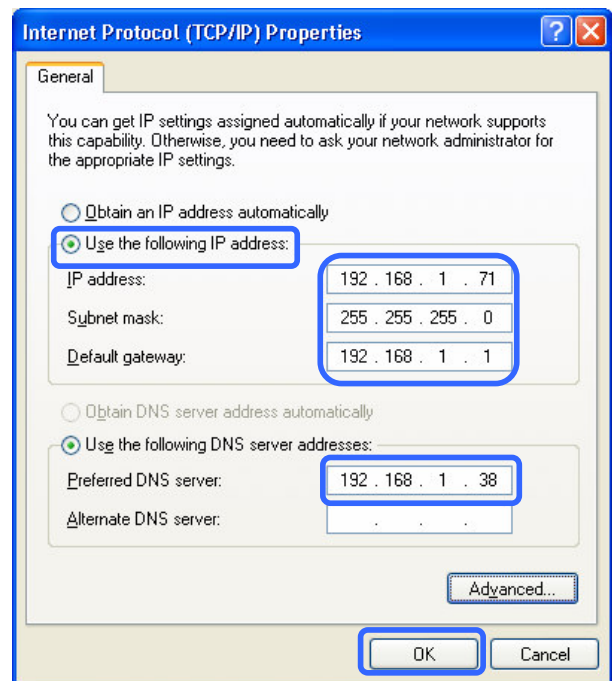 Internet Protocol (TCP/IP) Properties
General
You can get IP settings assigned automatically if your network supports
this capability. Otherwise, you need to ask your network administrator for
the appropriate IP settings.
Obtain an IP address automatically
Use the following IP address:
IP address: 192 . 168 . 1 . 71
Subnet mask: 255 . 255 . 255 . 0
Default gateway: 192 . 168 . 1 . 1
Obtain DNS server address automatically
Use the following DNS server addresses:
Preferred DNS server: 192 . 168 . 1 . 38
Alternate DNS server: . . .
Advanced...
OK Cancel